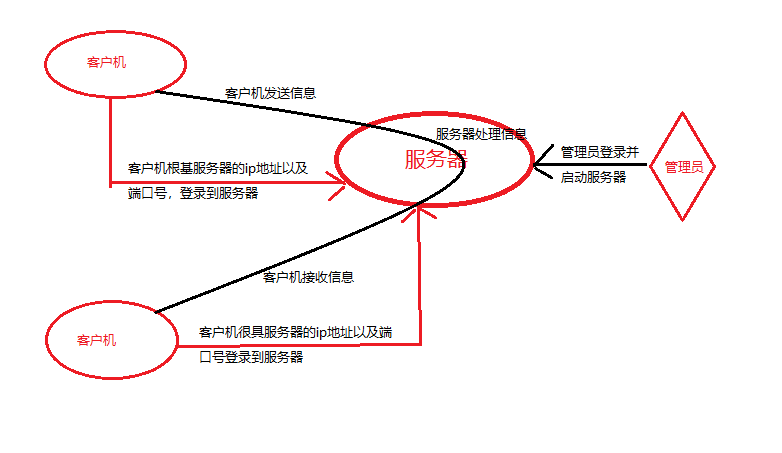 客户机
客户机发送信息
服务器处理信息
服务器
管理员登录并
启动服务器
管理员
客户机根基服务器的ip地址以及
端口号，登录到服务器
客户机接收信息
客户机
客户机很具服务器的ip地址以及端
口号登录到服务器